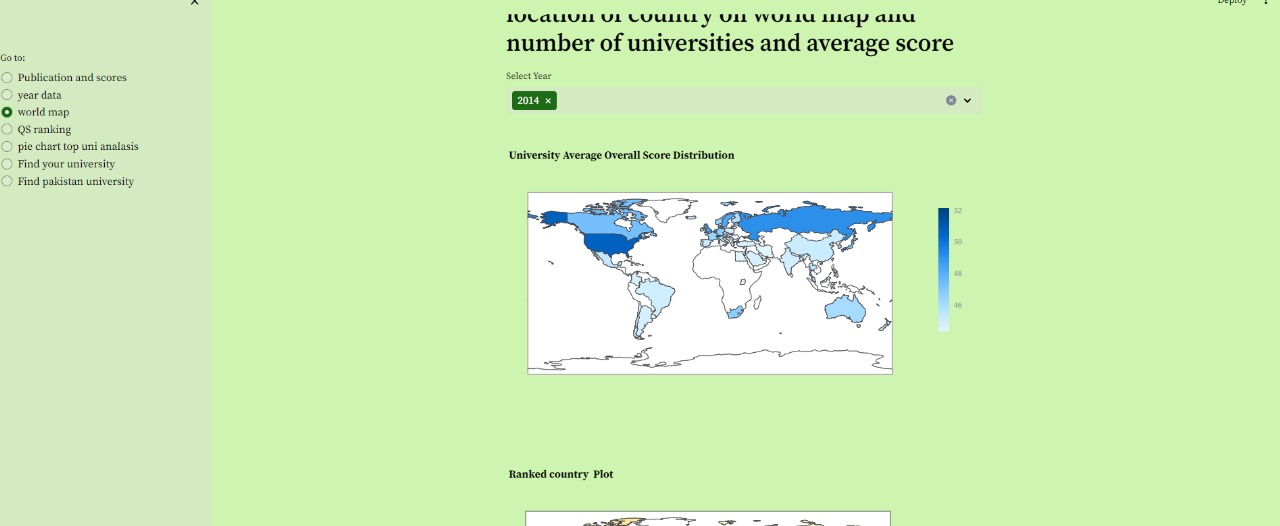 Deploy
Go to:
Publication and scores
year data
world map
QS ranking
pie chart top uni analasis
Find your university
Find pakistan university
location of country on world map and
number of universities and average score
Select Year
2014 ×
University Average Overall Score Distribution
52
50
48
46
Ranked country Plot